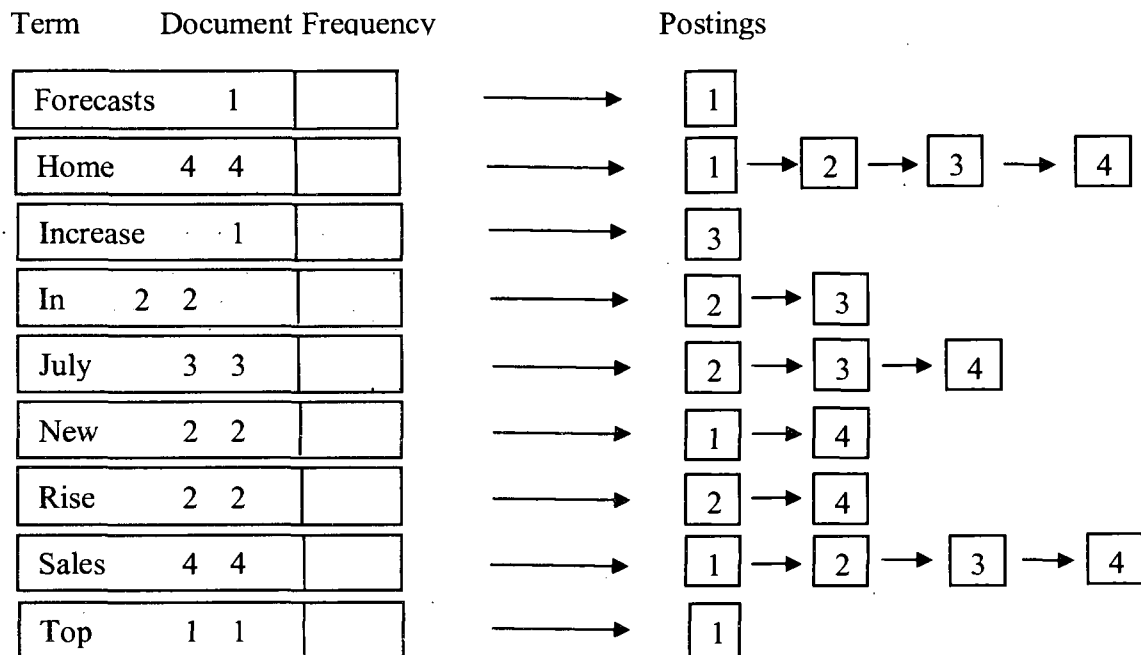 Term Document Frequency Postings
Forecasts 1 1
Home 4 4 1 2 3 4
Increase 1 3
In 2 2 2 3
July 3 3 2 3 4
New 2 2 1 4
Rise 2 2 2 4
Sales 4 4 1 2 3 4
Top 1 1 1